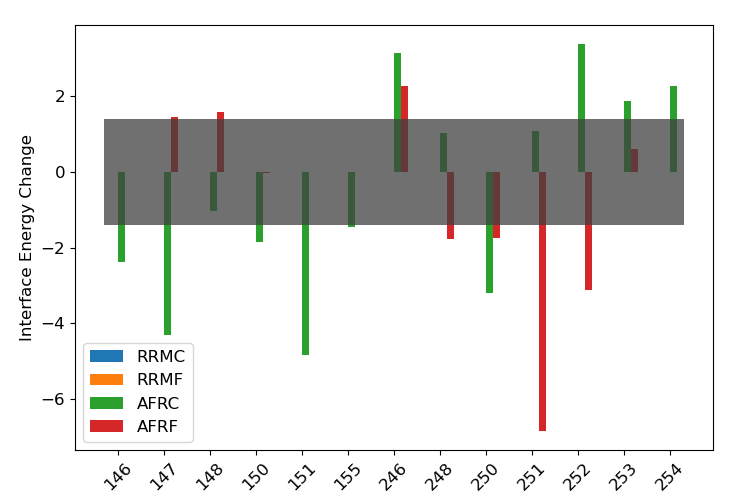 Interface Energy Change
2
0
−2
−4
−6
RRMC
RRMF
AFRC
AFRF
146 147 148 150 151 155 246 248 250 251 252 253 254